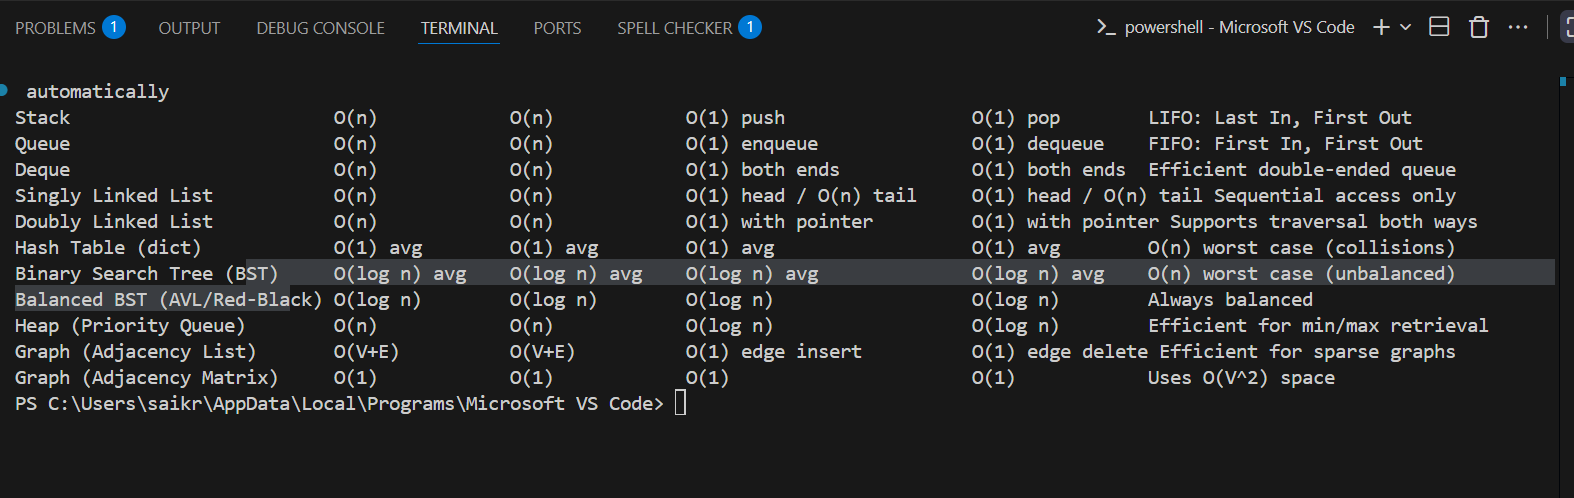 PROBLEMS 1 OUTPUT DEBUG CONSOLE TERMINAL PORTS SPELL CHECKER 1 powershell - Microsoft VS Code
automatically
Stack O(n) O(n) O(1) push O(1) pop LIFO: Last In, First Out
Queue O(n) O(n) O(1) enqueue O(1) dequeue FIFO: First In, First Out
Deque O(n) O(n) O(1) both ends O(1) both ends Efficient double-ended queue
Singly Linked List O(n) O(n) O(1) head / O(n) tail O(1) head / O(n) tail Sequential access only
Doubly Linked List O(n) O(n) O(1) with pointer O(1) with pointer Supports traversal both ways
Hash Table (dict) O(1) avg O(1) avg O(1) avg O(1) avg O(n) worst case (collisions)
Binary Search Tree (BST) O(log n) avg O(log n) avg O(log n) avg O(log n) avg O(n) worst case (unbalanced)
Balanced BST (AVL/Red-Black) O(log n) O(log n) O(log n) O(log n) Always balanced
Heap (Priority Queue) O(n) O(n) O(log n) O(log n) Efficient for min/max retrieval
Graph (Adjacency List) O(V+E) O(V+E) O(1) edge insert O(1) edge delete Efficient for sparse graphs
Graph (Adjacency Matrix) O(1) O(1) O(1) O(1) Uses O(V^2) space
PS C:\Users\saikr\AppData\Local\Programs\Microsoft VS Code>